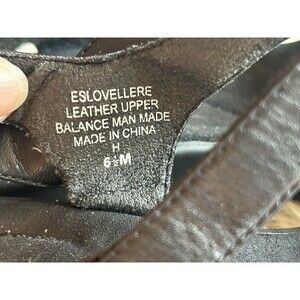 ESLOVELLERE
LEATHER UPPER
BALANCE MAN MADE
MADE IN CHINA
H
6½M